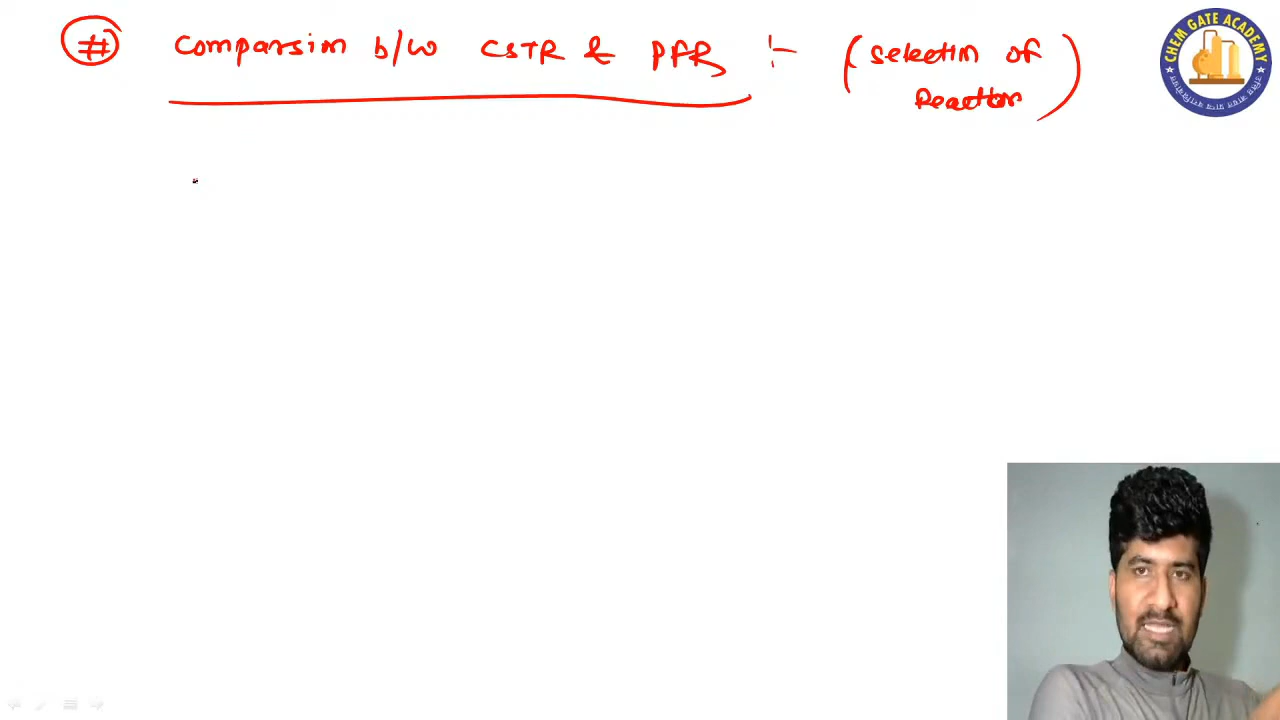 # Comparsion b/w CSTR & PFR :- (Selection of
Reactor)
CHEM GATE ACADEMY